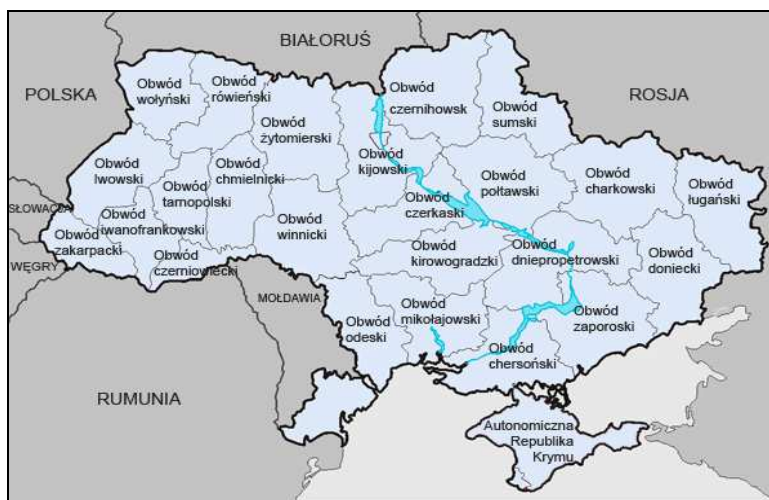 BIAŁORUŚ
POLSKA
ROSJA
Obwód
wołyński
Obwód
rówieński
Obwód
czernihowsk
Obwód
sumski
Obwód
żytomierski
Obwód
kijowski
Obwód
lwowski
Obwód
chmielnicki
Obwód
tarnopolski
Obwód
połtawski
Obwód
charkowski
Obwód
ługański
Obwód
czerkaski
SŁOWACJA
Obwód
iwanofrankowski
Obwód
zakarpacki
Obwód
winnicki
Obwód
kirowogradzki
Obwód
dniepropetrowski
Obwód
doniecki
WĘGRY
Obwód
czerniowiecki
MOŁDAWIA
Obwód
odeski
Obwód
mikołajowski
Obwód
zaporoski
Obwód
chersoński
RUMUNIA
Autonomiczna
Republika
Krymu